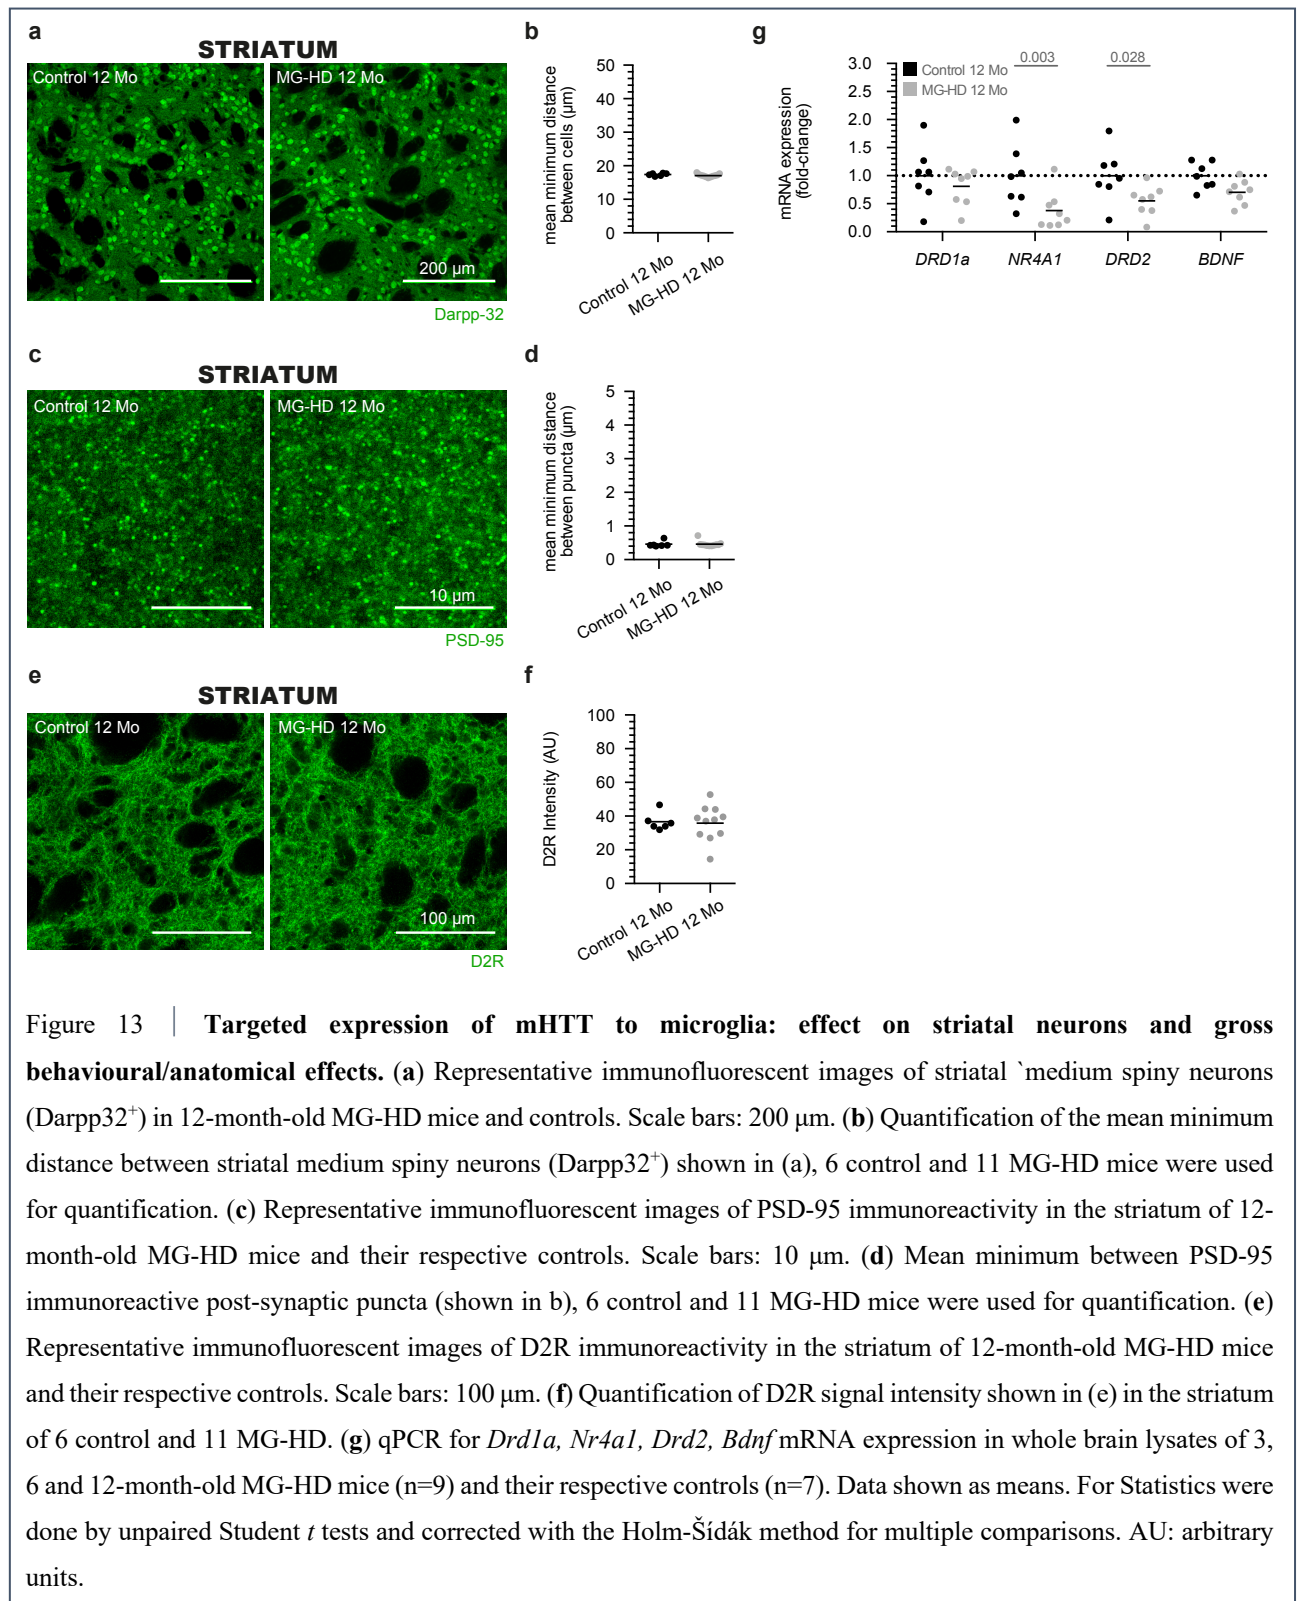 a
STRIATUM
Control 12 Mo
MG-HD 12 Mo
200 μm
Darpp-32
b
mean minimum distance
between cells (μm)
50
40
30
20
10
0
Control 12 Mo
MG-HD 12 Mo
g
mRNA expression
(fold-change)
3.0
2.5
2.0
1.5
1.0
0.5
0.0
Control 12 Mo
MG-HD 12 Mo
0.003
0.028
DRD1a
NR4A1
DRD2
BDNF
c
STRIATUM
Control 12 Mo
MG-HD 12 Mo
10 μm
PSD-95
d
mean minimum distance
between puncta (μm)
5
4
3
2
1
0
Control 12 Mo
MG-HD 12 Mo
e
STRIATUM
Control 12 Mo
MG-HD 12 Mo
100 μm
D2R
f
D2R Intensity (AU)
100
80
60
40
20
0
Control 12 Mo
MG-HD 12 Mo
Figure 13 | Targeted expression of mHTT to microglia: effect on striatal neurons and gross
behavioural/anatomical effects. (a) Representative immunofluorescent images of striatal `medium spiny neurons
(Darpp32⁺) in 12-month-old MG-HD mice and controls. Scale bars: 200 μm. (b) Quantification of the mean minimum
distance between striatal medium spiny neurons (Darpp32⁺) shown in (a), 6 control and 11 MG-HD mice were used
for quantification. (c) Representative immunofluorescent images of PSD-95 immunoreactivity in the striatum of 12-
month-old MG-HD mice and their respective controls. Scale bars: 10 μm. (d) Mean minimum between PSD-95
immunoreactive post-synaptic puncta (shown in b), 6 control and 11 MG-HD mice were used for quantification. (e)
Representative immunofluorescent images of D2R immunoreactivity in the striatum of 12-month-old MG-HD mice
and their respective controls. Scale bars: 100 μm. (f) Quantification of D2R signal intensity shown in (e) in the striatum
of 6 control and 11 MG-HD. (g) qPCR for Drd1a, Nr4a1, Drd2, Bdnf mRNA expression in whole brain lysates of 3,
6 and 12-month-old MG-HD mice (n=9) and their respective controls (n=7). Data shown as means. For Statistics were
done by unpaired Student t tests and corrected with the Holm-Šídák method for multiple comparisons. AU: arbitrary
units.